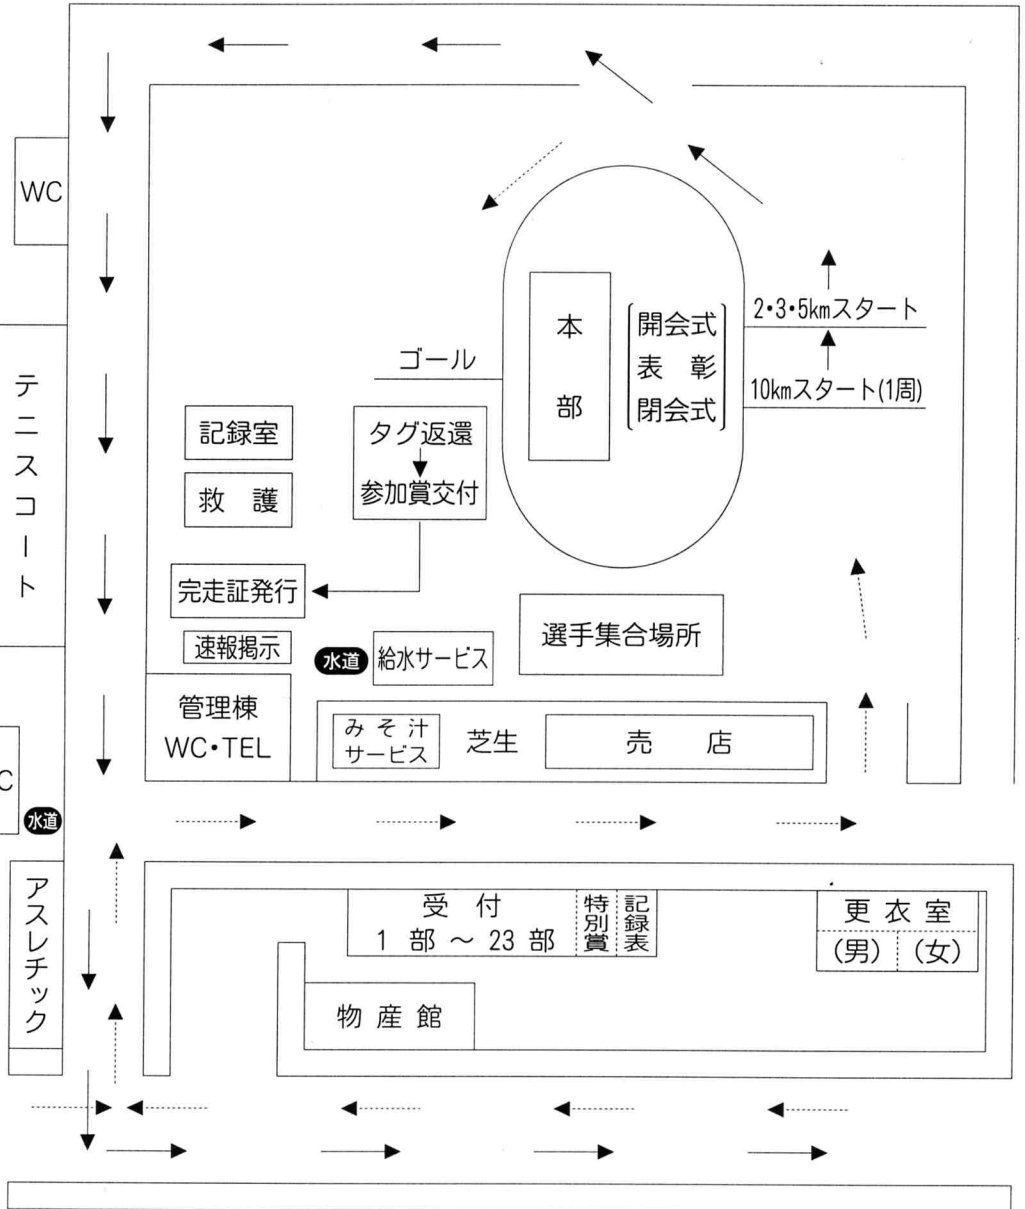 WC
テニスコート
C
水道
アスレチック
本部
開会式
表彰
閉会式
2・3・5kmスタート
10kmスタート(1周)
ゴール
記録室
救護
タグ返還
参加賞交付
完走証発行
速報掲示
水道
給水サービス
選手集合場所
管理棟
WC・TEL
みそ汁
サービス
芝生
売店
受付
1部～23部
特別賞
記録表
更衣室
(男)
(女)
物産館